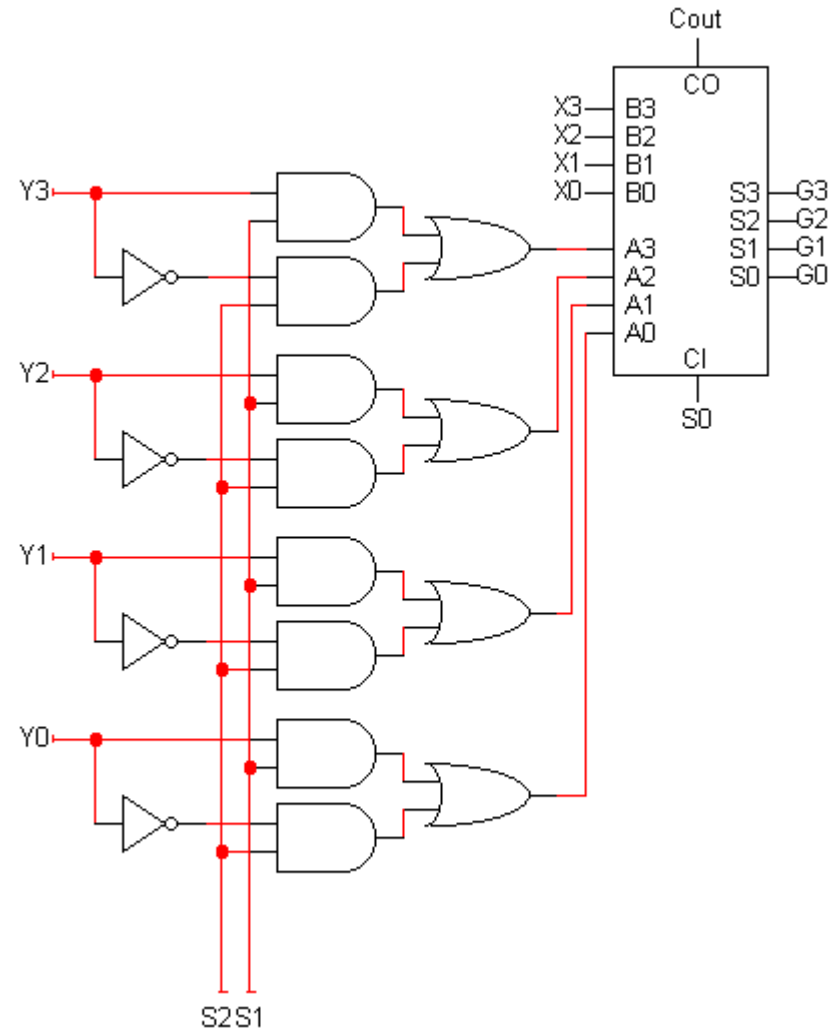 Cout
CO
X3 B3
X2 B2
X1 B1
X0 B0
Y3
S3 G3
S2 G2
A3 S1 G1
A2 S0 G0
A1
A0
CI
Y2
S0
Y1
Y0
S2 S1